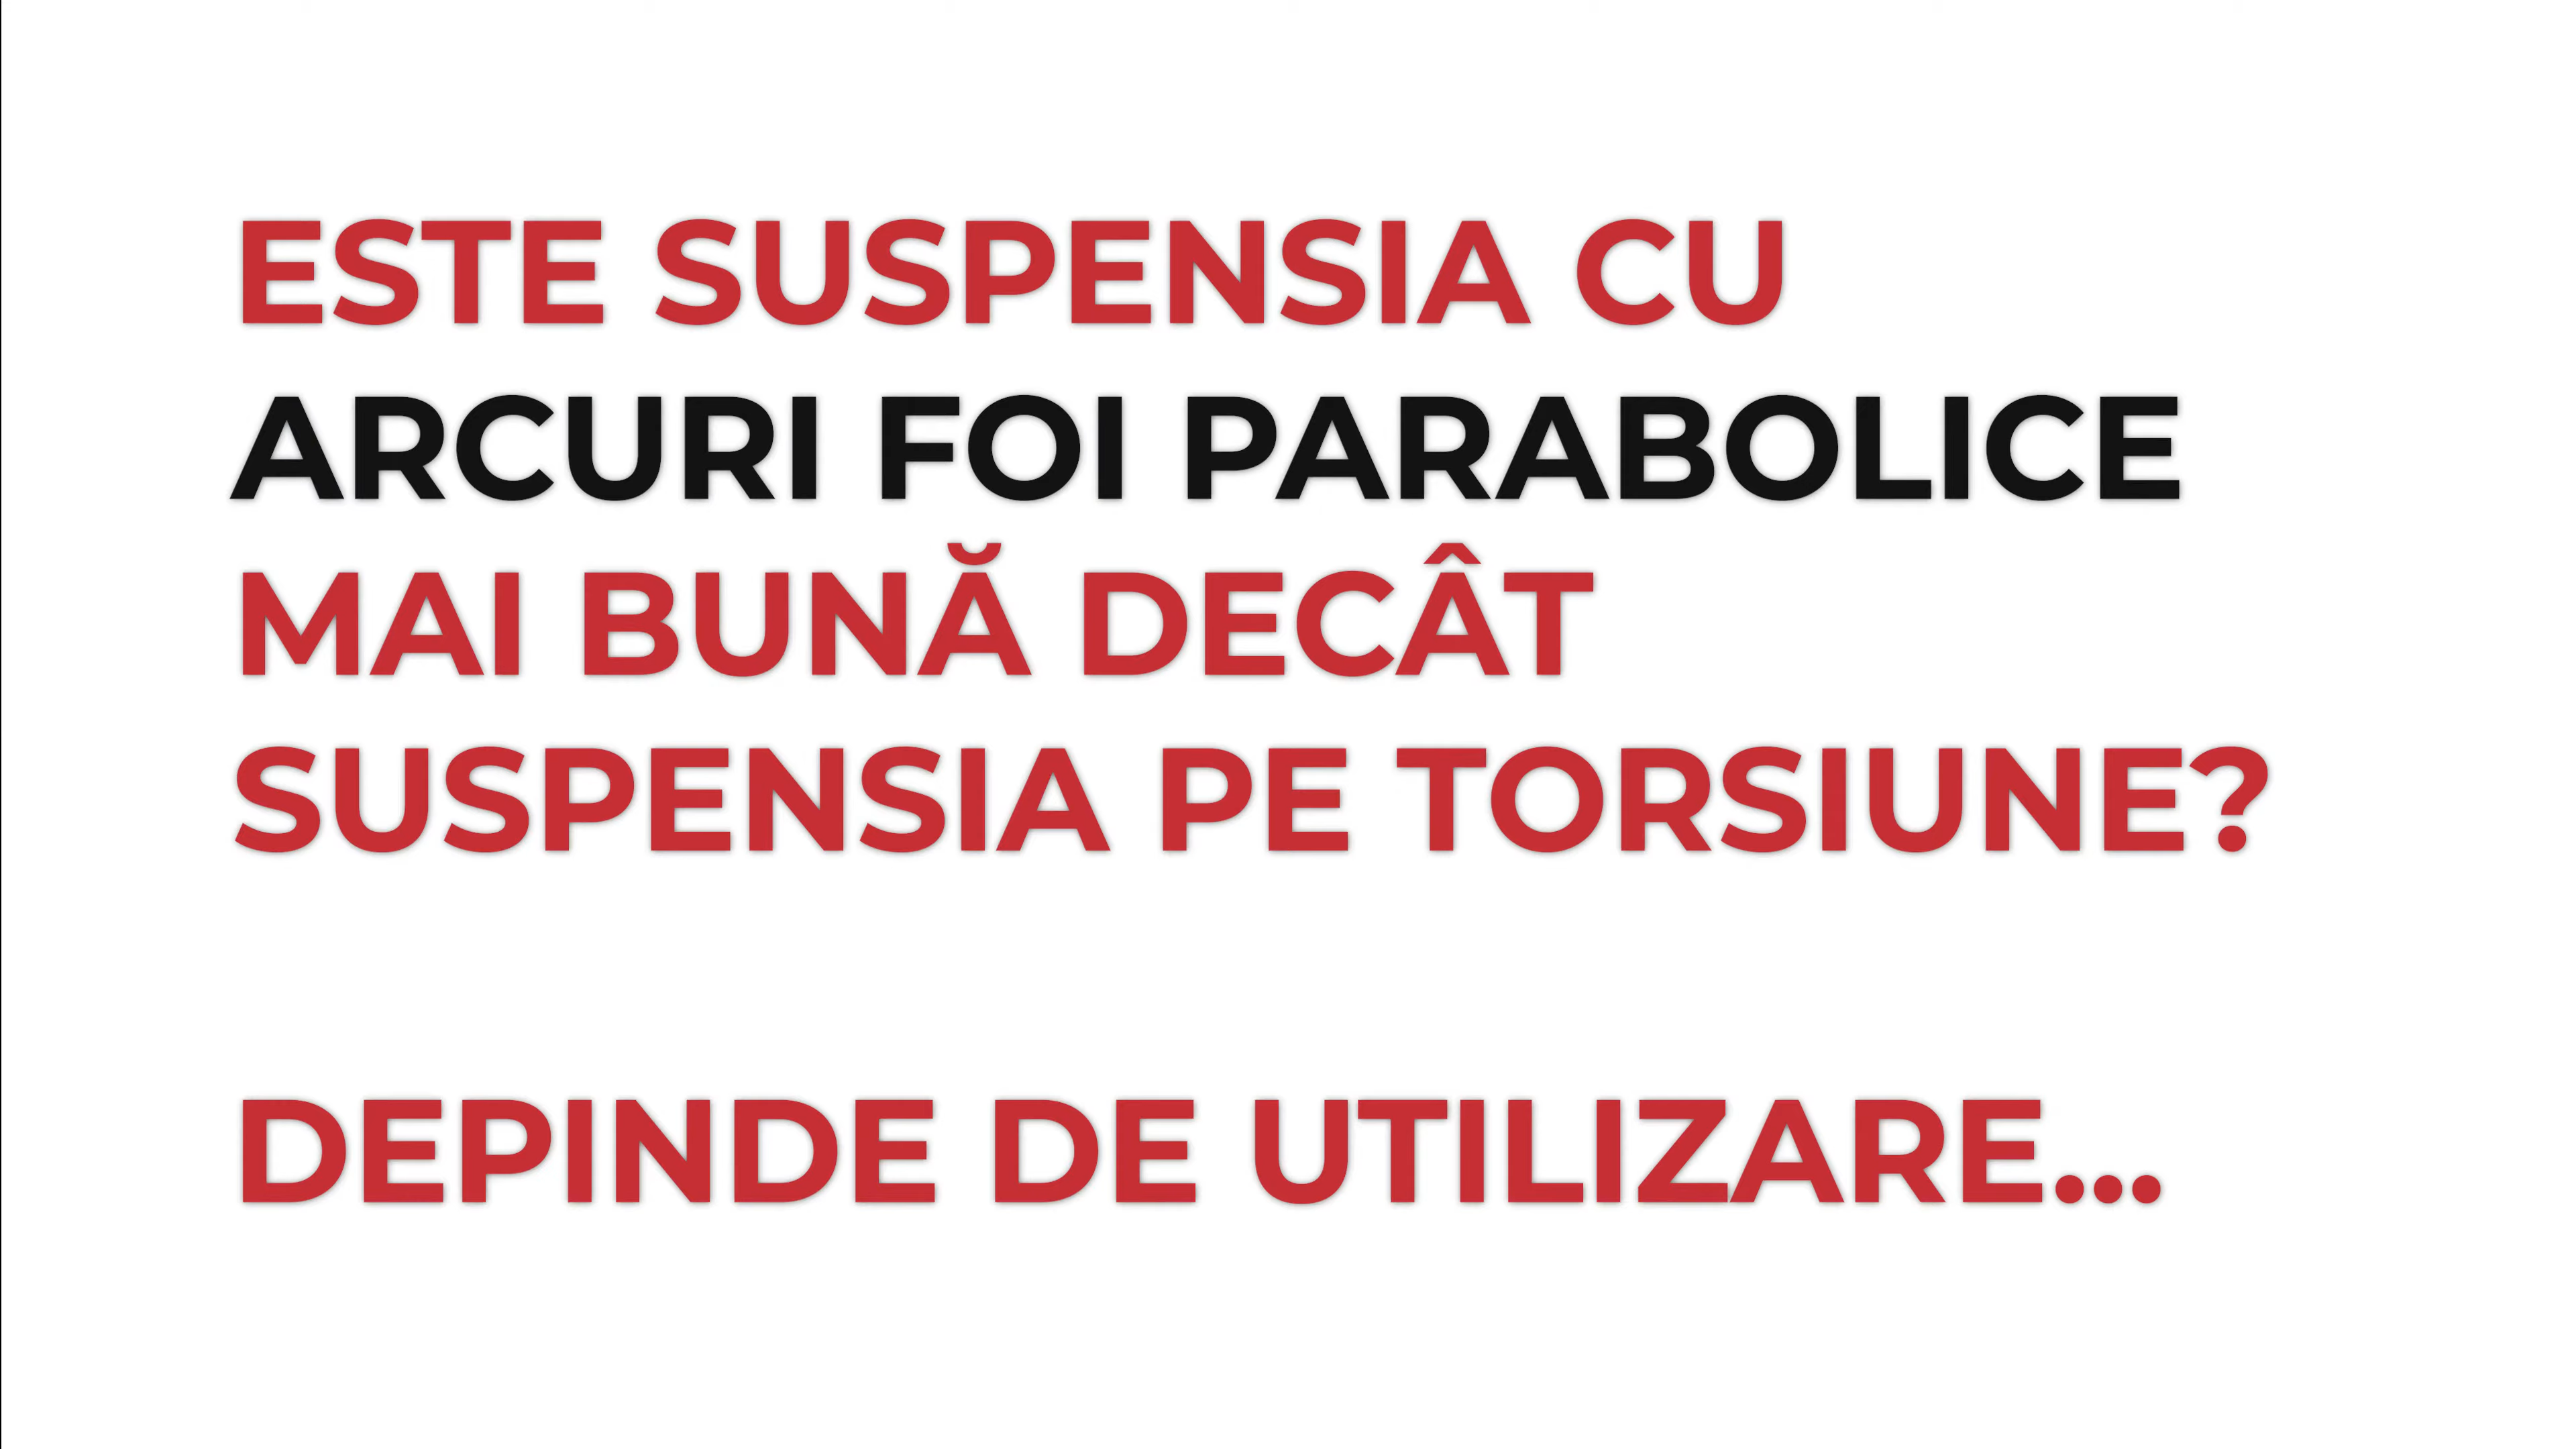 ESTE SUSPENSIA CU
ARCURI FOI PARABOLICE
MAI BUNĂ DECÂT
SUSPENSIA PE TORSIUNE?
DEPINDE DE UTILIZARE...